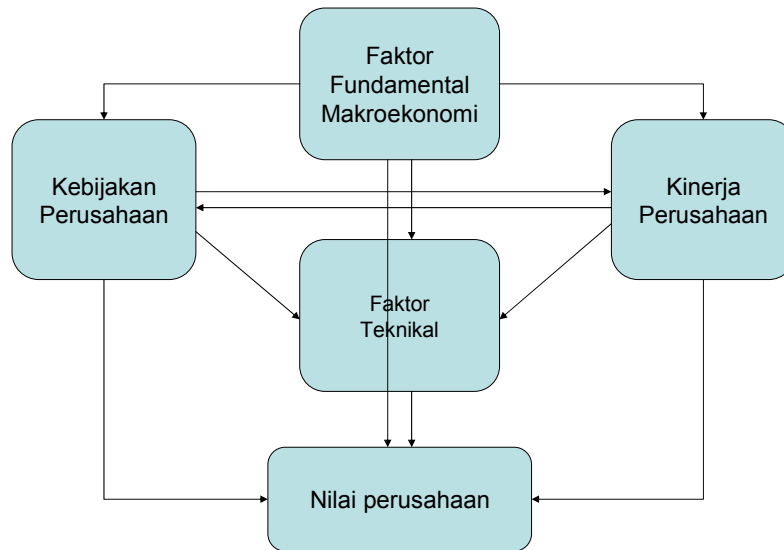 Faktor
Fundamental
Makroekonomi
Kebijakan
Perusahaan
Kinerja
Perusahaan
Faktor
Teknikal
Nilai perusahaan